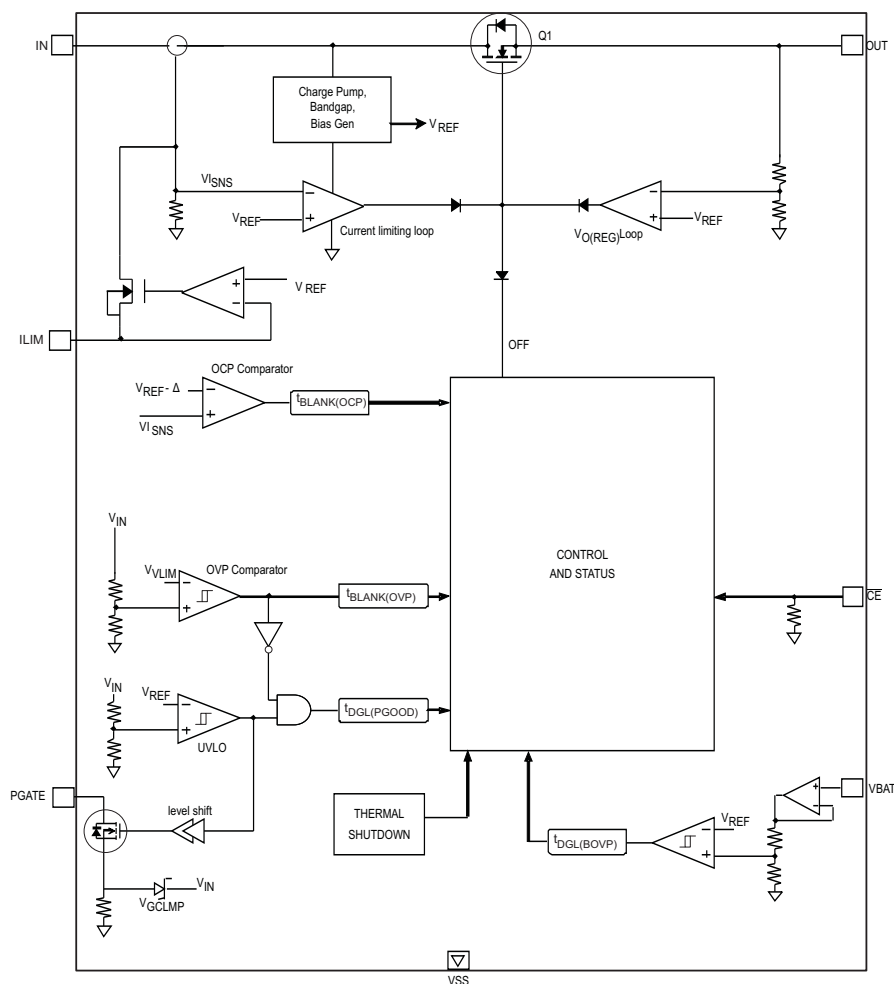 IN
Q1
OUT
Charge Pump,
Bandgap,
Bias Gen
VREF
VISNS
VREF
Current limiting loop
VREF
VO(REG) Loop
VREF
ILIM
OFF
OCP Comparator
VREF - Δ
tBLANK(OCP)
VISNS
VIN
VVLIM
OVP Comparator
tBLANK(OVP)
CONTROL
AND STATUS
CE
VIN
VREF
tDGL(PGOOD)
UVLO
PGATE
level shift
THERMAL
SHUTDOWN
VBAT
VREF
tDGL(BOVP)
VIN
VGCLMP
VSS